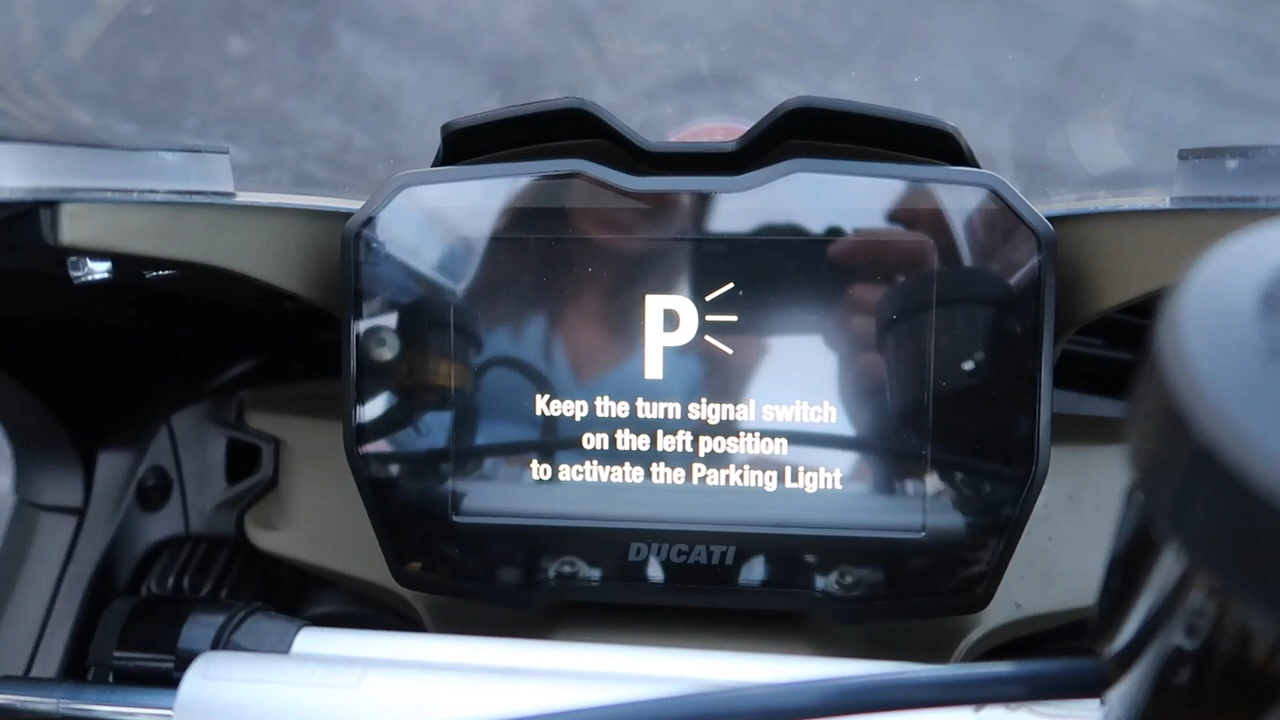 P
Keep the turn signal switch
on the left position
to activate the Parking Light
DUCATI